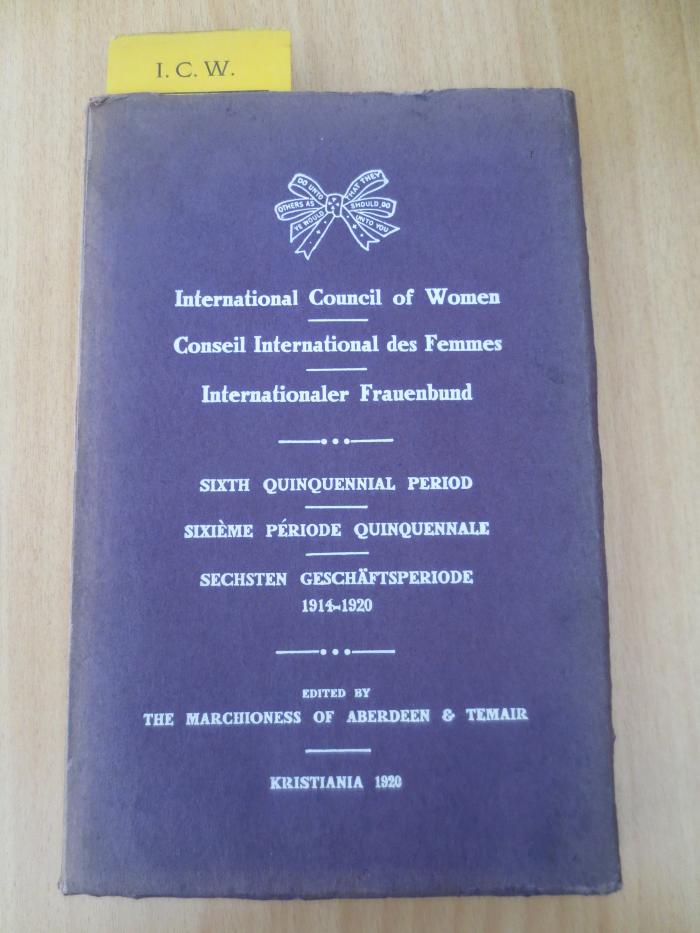 I. C. W.
DO UNTO
OTHERS AS
YE WOULD
THAT THEY
SHOULD DO
UNTO YOU
International Council of Women
Conseil International des Femmes
Internationaler Frauenbund
SIXTH QUINQUENNIAL PERIOD
SIXIÈME PÉRIODE QUINQUENNALE
SECHSTEN GESCHÄFTSPERIODE
1914-1920
EDITED BY
THE MARCHIONESS OF ABERDEEN & TEMAIR
KRISTIANIA 1920